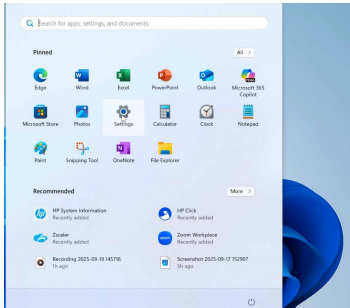 Search for apps, settings, and documents
Pinned
All
Edge
Word
Excel
PowerPoint
Outlook
Microsoft 365 Copilot
Microsoft Store
Photos
Settings
Calculator
Clock
Notepad
Paint
Snipping Tool
OneNote
File Explorer
Recommended
More
HP System Information
Recently added
HP Click
Recently added
Zscaler
Recently added
Zoom Workplace
Recently added
Recording 2025-09-19 145716
1h ago
Screenshot 2025-09-17 152907
5h ago